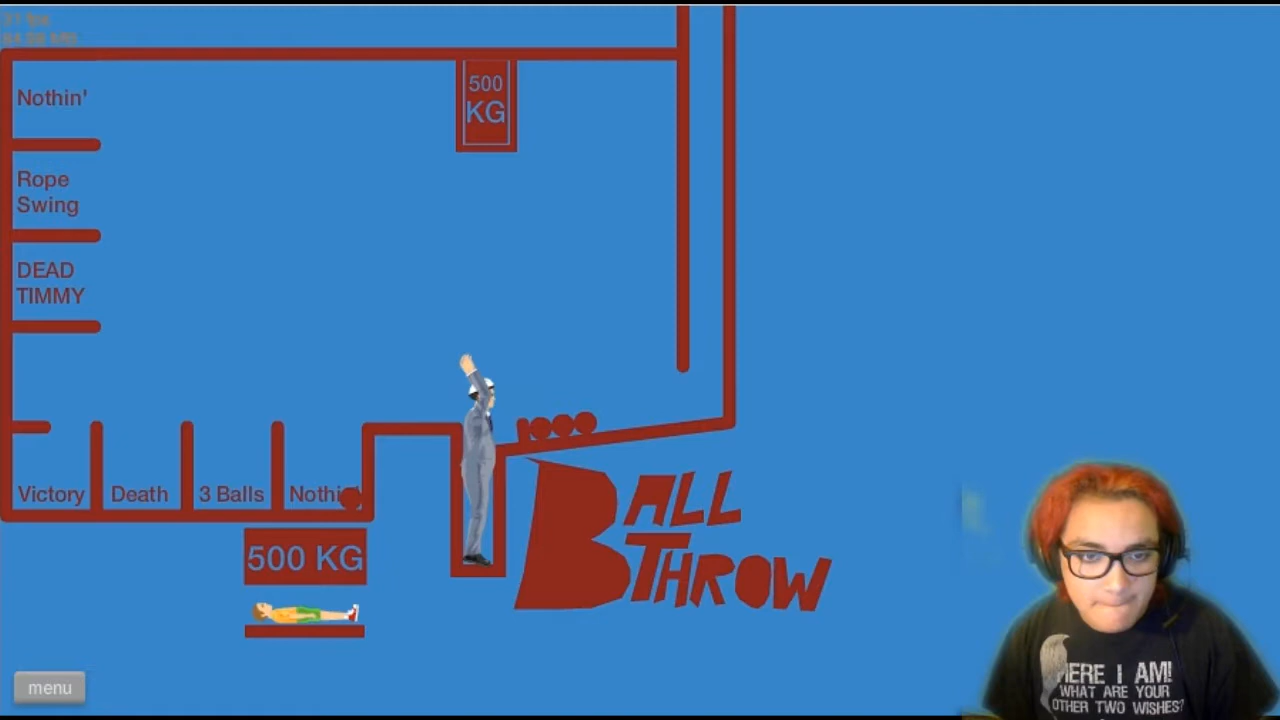 Nothin'
Rope
Swing
DEAD
TIMMY
500
KG
Victory
Death
3 Balls
500 KG
BALL
THROW
menu
HERE I AM!
WHAT ARE YOUR
OTHER TWO WISHES?